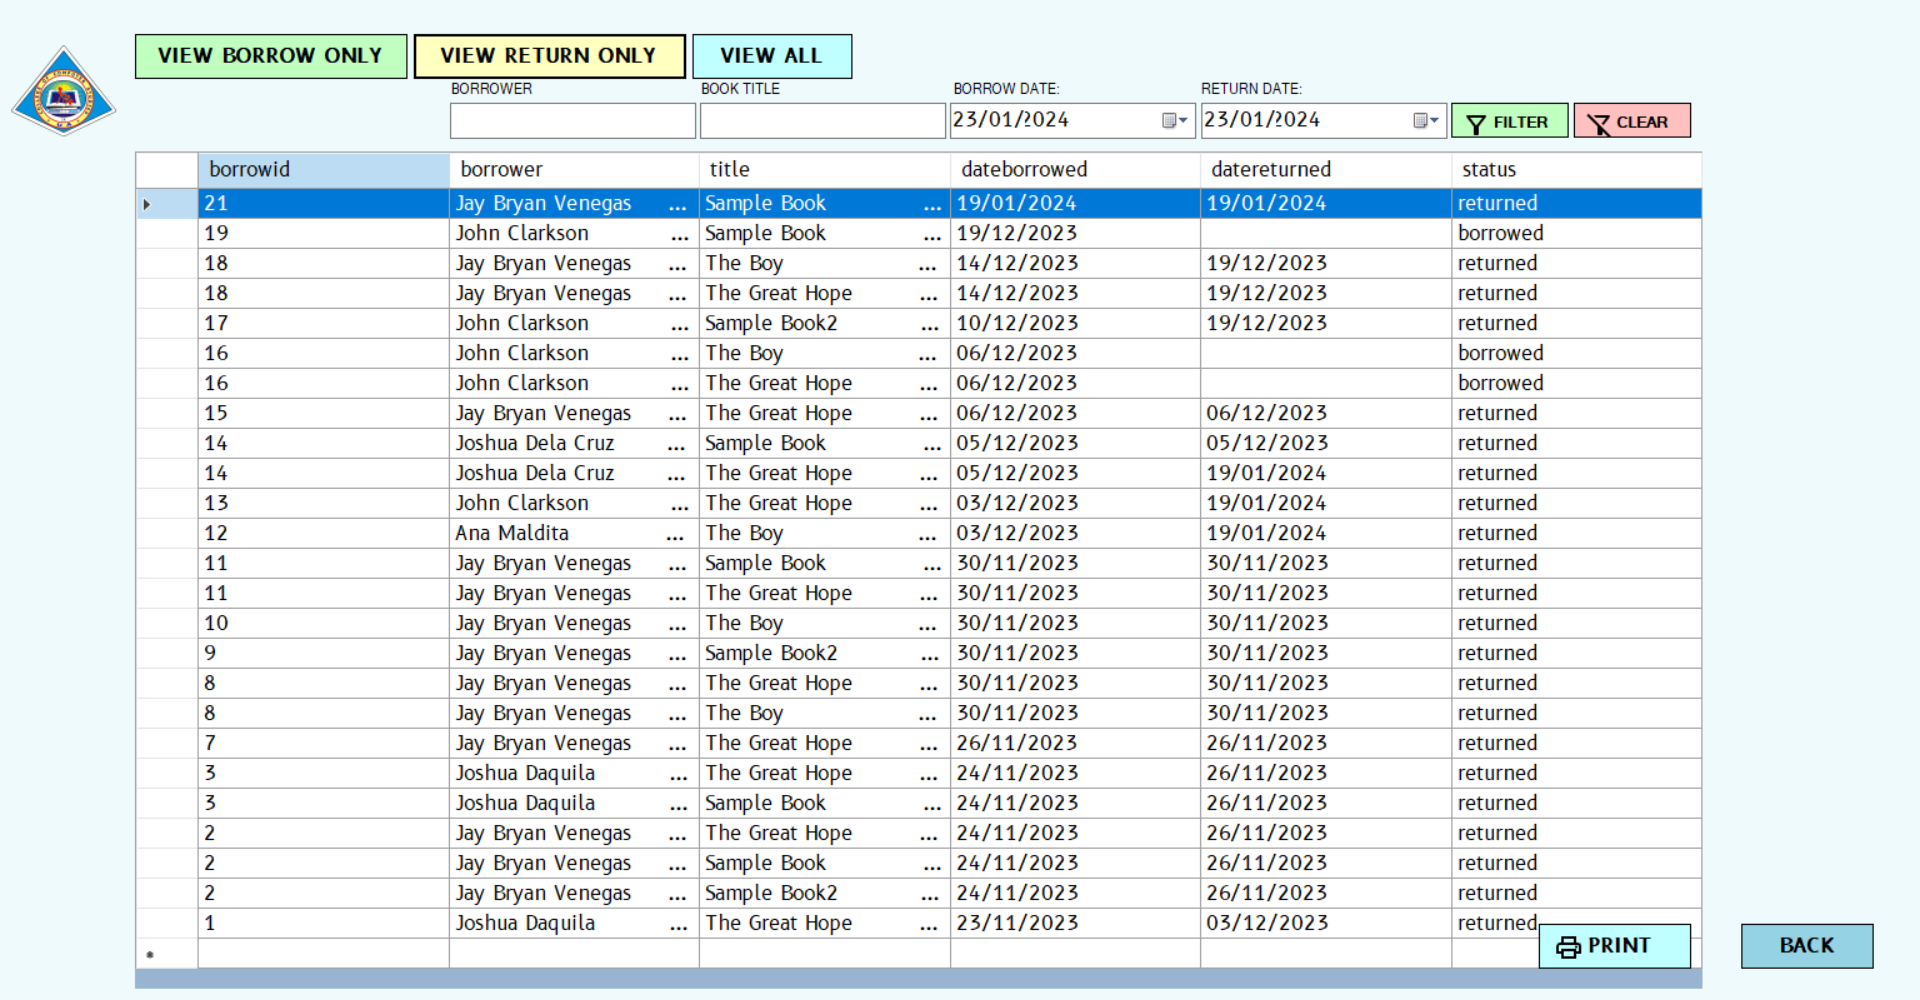 VIEW BORROW ONLY VIEW RETURN ONLY VIEW ALL
BORROWER BOOK TITLE BORROW DATE: RETURN DATE:
23/01/2024 23/01/2024 FILTER CLEAR
borrowid borrower title dateborrowed datereturned status
21 Jay Bryan Venegas ... Sample Book ... 19/01/2024 19/01/2024 returned
19 John Clarkson ... Sample Book ... 19/12/2023 borrowed
18 Jay Bryan Venegas ... The Boy ... 14/12/2023 19/12/2023 returned
18 Jay Bryan Venegas ... The Great Hope ... 14/12/2023 19/12/2023 returned
17 John Clarkson ... Sample Book2 ... 10/12/2023 19/12/2023 returned
16 John Clarkson ... The Boy ... 06/12/2023 borrowed
16 John Clarkson ... The Great Hope ... 06/12/2023 borrowed
15 Jay Bryan Venegas ... The Great Hope ... 06/12/2023 06/12/2023 returned
14 Joshua Dela Cruz ... Sample Book ... 05/12/2023 05/12/2023 returned
14 Joshua Dela Cruz ... The Great Hope ... 05/12/2023 19/01/2024 returned
13 John Clarkson ... The Great Hope ... 03/12/2023 19/01/2024 returned
12 Ana Maldita ... The Boy ... 03/12/2023 19/01/2024 returned
11 Jay Bryan Venegas ... Sample Book ... 30/11/2023 30/11/2023 returned
11 Jay Bryan Venegas ... The Great Hope ... 30/11/2023 30/11/2023 returned
10 Jay Bryan Venegas ... The Boy ... 30/11/2023 30/11/2023 returned
9 Jay Bryan Venegas ... Sample Book2 ... 30/11/2023 30/11/2023 returned
8 Jay Bryan Venegas ... The Great Hope ... 30/11/2023 30/11/2023 returned
8 Jay Bryan Venegas ... The Boy ... 30/11/2023 30/11/2023 returned
7 Jay Bryan Venegas ... The Great Hope ... 26/11/2023 26/11/2023 returned
3 Joshua Daquila ... The Great Hope ... 24/11/2023 26/11/2023 returned
3 Joshua Daquila ... Sample Book ... 24/11/2023 26/11/2023 returned
2 Jay Bryan Venegas ... The Great Hope ... 24/11/2023 26/11/2023 returned
2 Jay Bryan Venegas ... Sample Book ... 24/11/2023 26/11/2023 returned
2 Jay Bryan Venegas ... Sample Book2 ... 24/11/2023 26/11/2023 returned
1 Joshua Daquila ... The Great Hope ... 23/11/2023 03/12/2023 returned
PRINT BACK